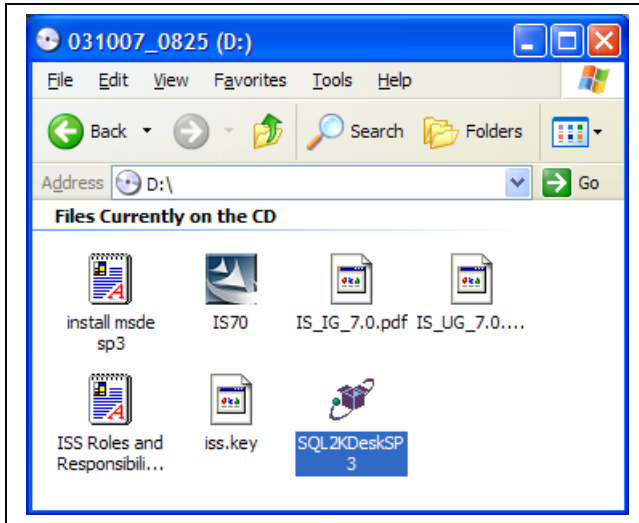 031007_0825 (D:)
File Edit View Favorites Tools Help
Back Search Folders
Address D:\ Go
Files Currently on the CD
install msde IS70 IS_IG_7.0.pdf IS_UG_7.0....
sp3
ISS Roles and iss.key SQL2KDeskSP
Responsibili... 3